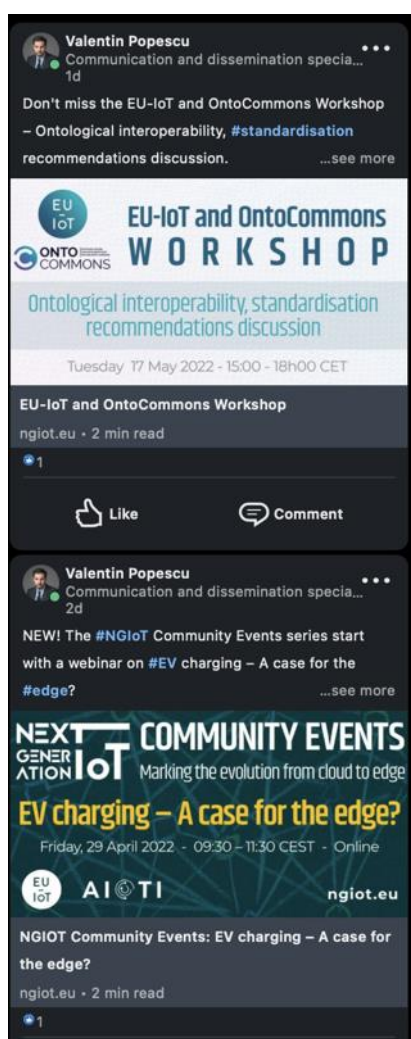 Valentin Popescu
Communication and dissemination specia...
1d
Don't miss the EU-IoT and OntoCommons Workshop
– Ontological interoperability, #standardisation
recommendations discussion. ...see more
EU
IoT
ONTO
COMMONS
EU-IoT and OntoCommons
WORKSHOP
Ontological interoperability, standardisation
recommendations discussion
Tuesday 17 May 2022 - 15:00 - 18h00 CET
EU-IoT and OntoCommons Workshop
ngiot.eu • 2 min read
1
Like
Comment
Valentin Popescu
Communication and dissemination specia...
2d
NEW! The #NGIoT Community Events series start
with a webinar on #EV charging – A case for the
#edge? ...see more
NEXT
GENER
ATION IoT
COMMUNITY EVENTS
Marking the evolution from cloud to edge
EV charging – A case for the edge?
Friday, 29 April 2022 - 09:30 – 11:30 CEST - Online
EU
IoT
AIOTI
ngiot.eu
NGIOT Community Events: EV charging – A case for
the edge?
ngiot.eu • 2 min read
1